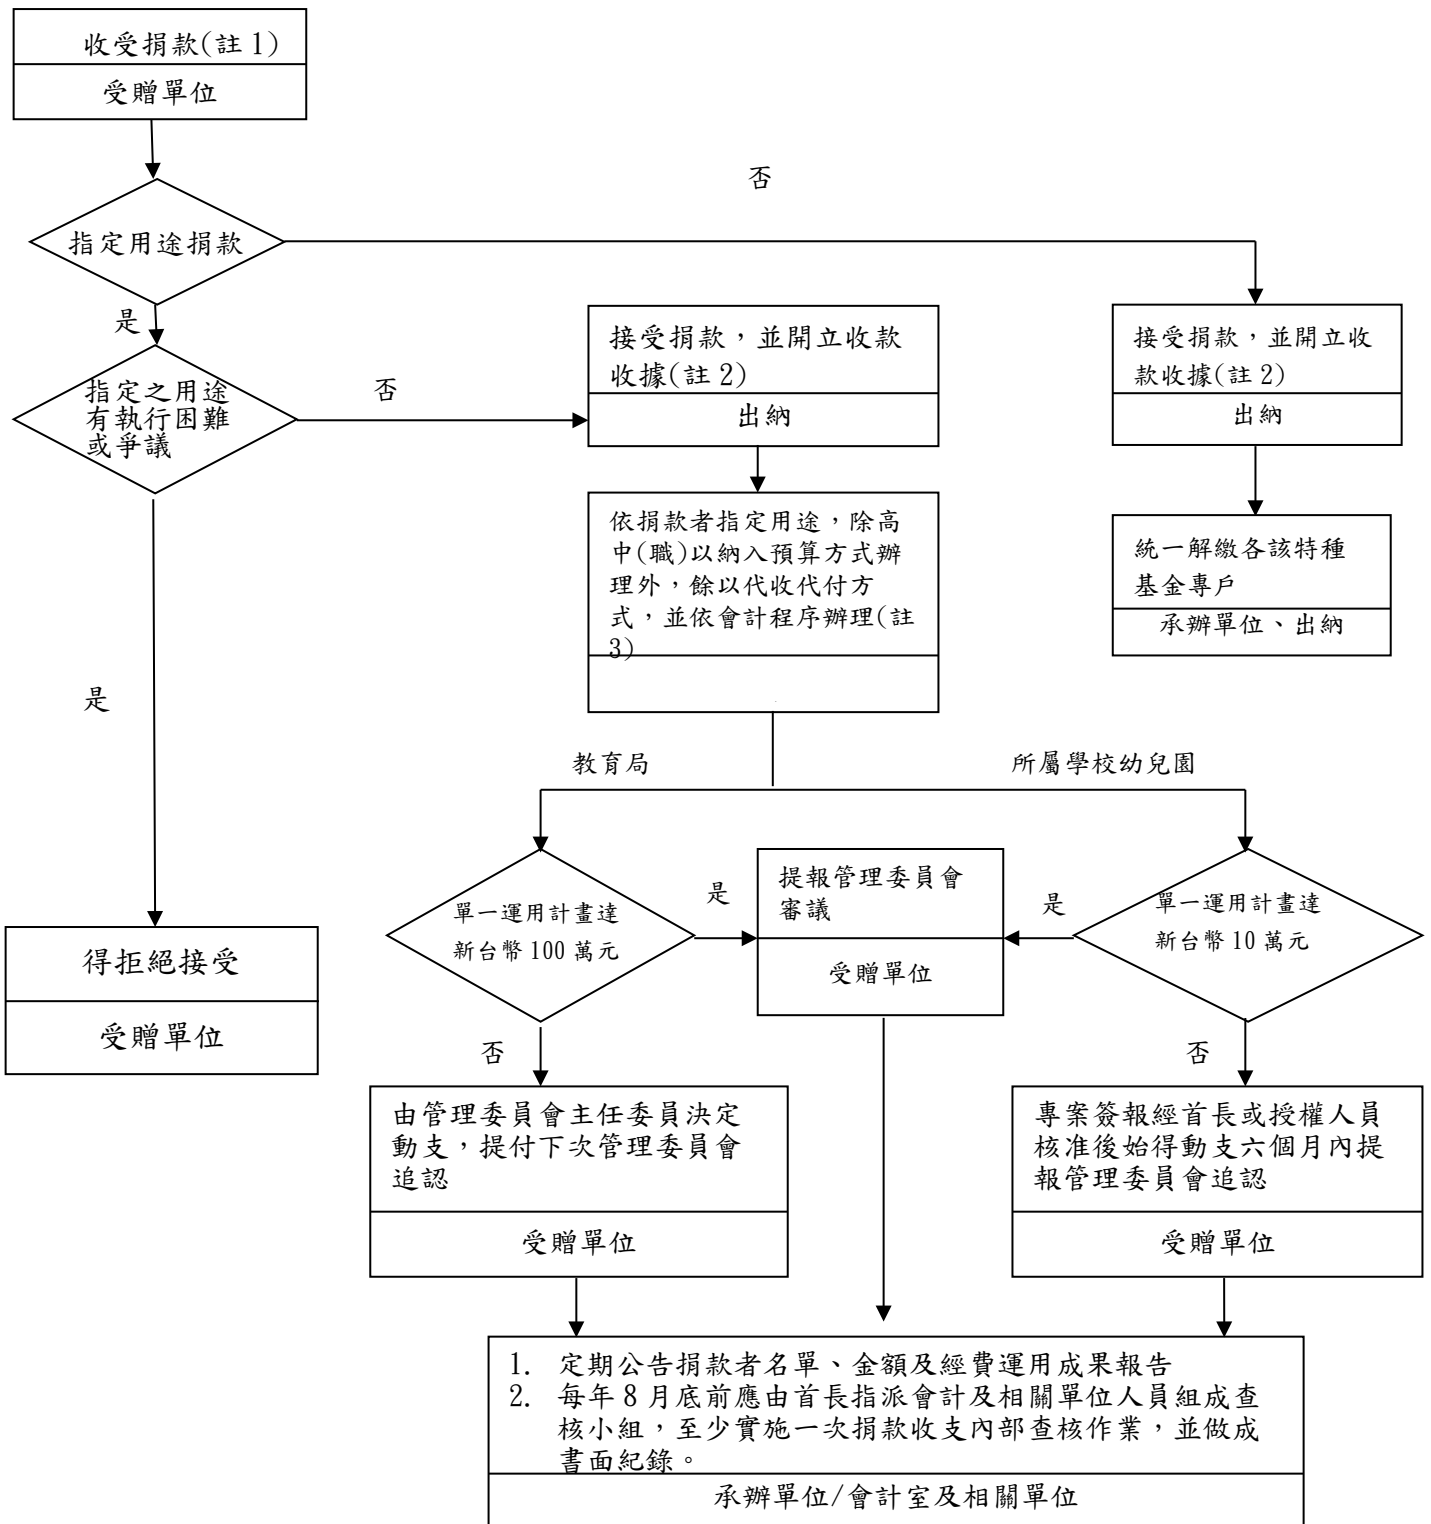 收受捐款(註1)
受贈單位
否
指定用途捐款
是
指定之用途
有執行困難
或爭議
否
接受捐款，並開立收款
收據(註2)
出納
接受捐款，並開立收
款收據(註2)
出納
依捐款者指定用途，除高
中(職)以納入預算方式辦
理外，餘以代收代付方
式，並依會計程序辦理(註
3)
統一解繳各該特種
基金專戶
承辦單位、出納
是
教育局
所屬學校幼兒園
單一運用計畫達
新台幣100萬元
是
提報管理委員會
審議
受贈單位
是
單一運用計畫達
新台幣10萬元
得拒絕接受
受贈單位
否
否
由管理委員會主任委員決定
動支，提付下次管理委員會
追認
受贈單位
專案簽報經首長或授權人員
核准後始得動支六個月內提
報管理委員會追認
受贈單位
1. 定期公告捐款者名單、金額及經費運用成果報告
2. 每年8月底前應由首長指派會計及相關單位人員組成查
核小組，至少實施一次捐款收支內部查核作業，並做成
書面紀錄。
承辦單位/會計室及相關單位